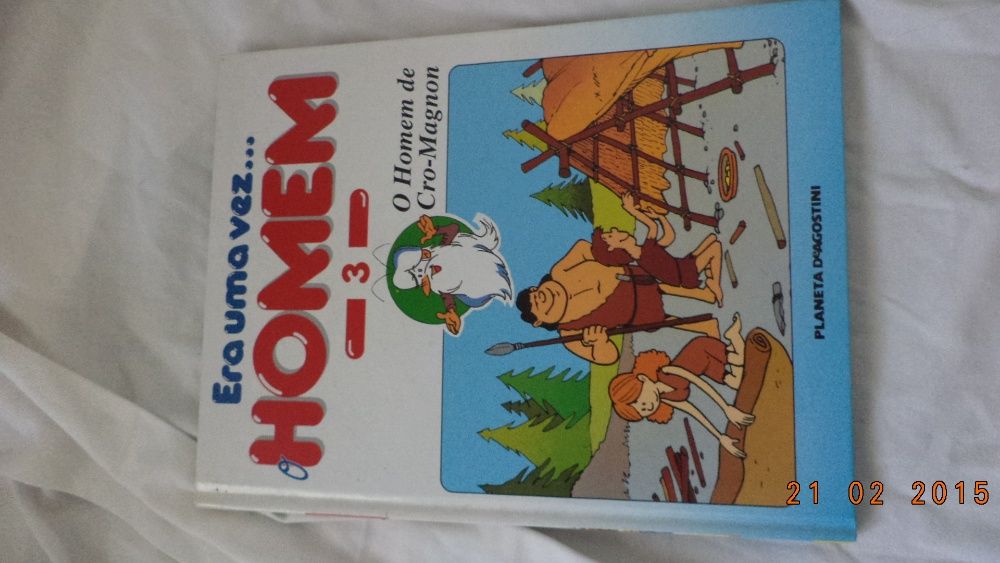 Era uma vez...
O HOMEM
3
O Homem de
Cro-Magnon
PLANETA DEAGOSTINI
21 02 2015